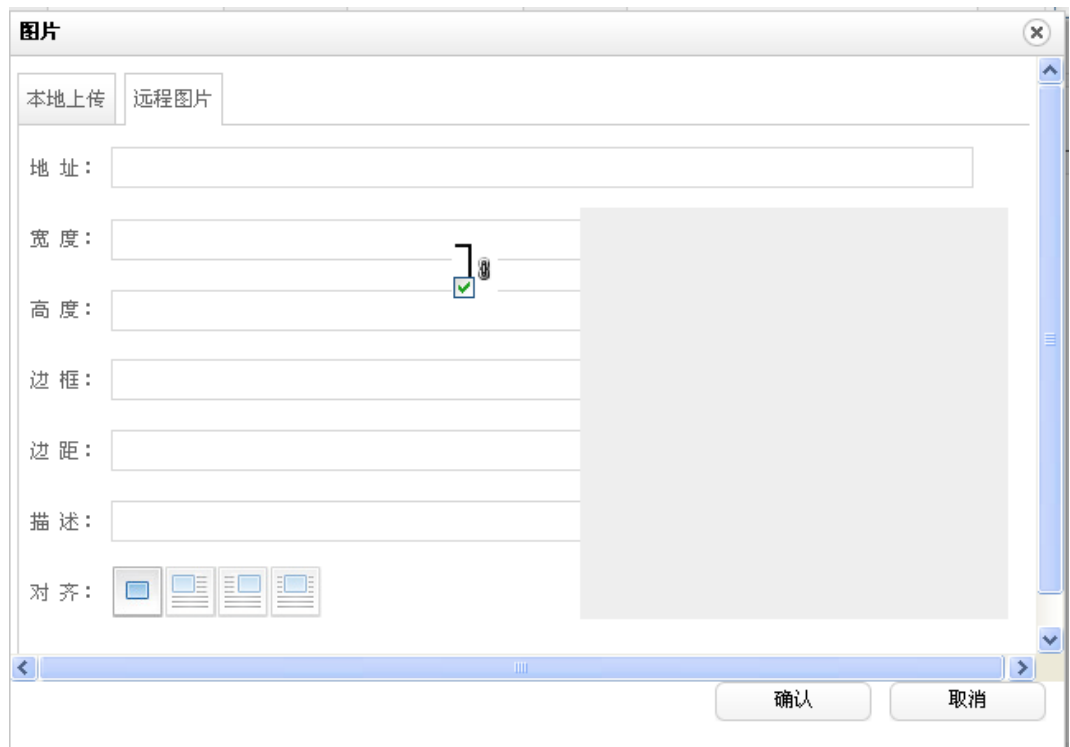 图片
本地上传 远程图片
地 址：
宽 度：
高 度：
边 框：
边 距：
描 述：
对 齐：
确认 取消